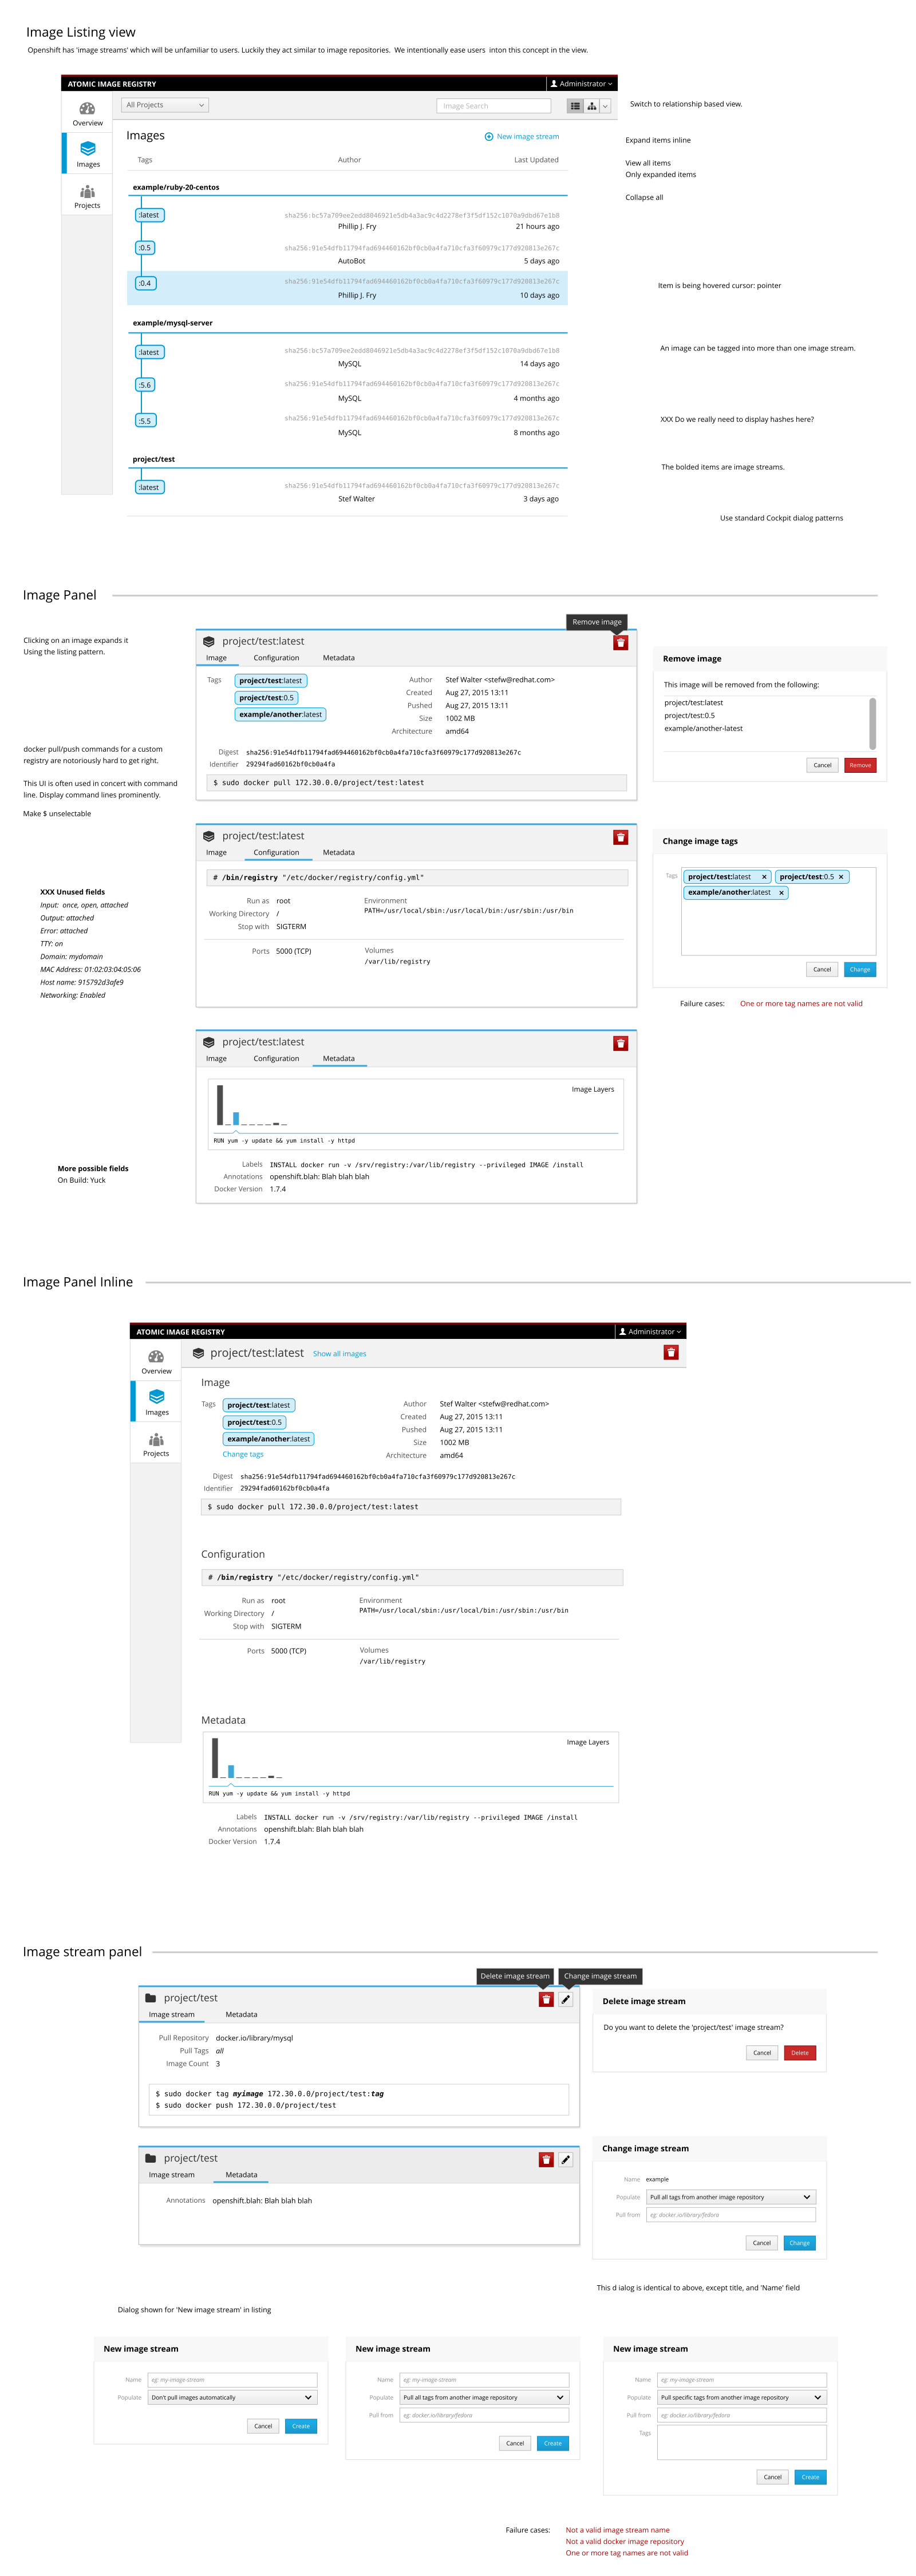 Image Listing view
Openshift has 'image streams' which will be unfamiliar to users. Luckily they act similar to image repositories.  We intentionally ease users  inton this concept in the view.
ATOMIC IMAGE REGISTRY
Administrator
Overview
Images
Projects
All Projects
Image Search
Switch to relationship based view.
Expand items inline
View all items
Only expanded items
Collapse all
Images
New image stream
Tags Author Last Updated
example/ruby-20-centos
:latest
sha256:bc57a709ee2edd8046921e5db4a3ac9c4d2278ef3f5df152c1070a9dbd67e1b8
Phillip J. Fry 21 hours ago
:0.5
sha256:91e54dfb11794fad694460162bf0cb0a4fa710cfa3f60979c177d920813e267c
AutoBot 5 days ago
:0.4
sha256:91e54dfb11794fad694460162bf0cb0a4fa710cfa3f60979c177d920813e267c
Phillip J. Fry 10 days ago
Item is being hovered cursor: pointer
example/mysql-server
:latest
sha256:bc57a709ee2edd8046921e5db4a3ac9c4d2278ef3f5df152c1070a9dbd67e1b8
MySQL 14 days ago
An image can be tagged into more than one image stream.
:5.6
sha256:91e54dfb11794fad694460162bf0cb0a4fa710cfa3f60979c177d920813e267c
MySQL 4 months ago
:5.5
sha256:91e54dfb11794fad694460162bf0cb0a4fa710cfa3f60979c177d920813e267c
MySQL 8 months ago
XXX Do we really need to display hashes here?
project/test
The bolded items are image streams.
:latest
sha256:91e54dfb11794fad694460162bf0cb0a4fa710cfa3f60979c177d920813e267c
Stef Walter 3 days ago
Use standard Cockpit dialog patterns
Image Panel
Clicking on an image expands it
Using the listing pattern.
docker pull/push commands for a custom
registry are notoriously hard to get right.
This UI is often used in concert with command
line. Display command lines prominently.
Make $ unselectable
Remove image
project/test:latest
Image Configuration Metadata
Tags
project/test:latest
project/test:0.5
example/another:latest
Author Stef Walter <stefw@redhat.com>
Created Aug 27, 2015 13:11
Pushed Aug 27, 2015 13:11
Size 1002 MB
Architecture amd64
Digest sha256:91e54dfb11794fad694460162bf0cb0a4fa710cfa3f60979c177d920813e267c
Identifier 29294fad60162bf0cb0a4fa
$ sudo docker pull 172.30.0.0/project/test:latest
Remove image
This image will be removed from the following:
project/test:latest
project/test:0.5
example/another-latest
Cancel Remove
project/test:latest
Image Configuration Metadata
# /bin/registry "/etc/docker/registry/config.yml"
Run as root
Working Directory /
Stop with SIGTERM
Environment
PATH=/usr/local/sbin:/usr/local/bin:/usr/sbin:/usr/bin
Ports 5000 (TCP)
Volumes
/var/lib/registry
Change image tags
Tags
project/test:latest ×
project/test:0.5 ×
example/another:latest ×
Cancel Change
Failure cases: One or more tag names are not valid
XXX Unused fields
Input:  once, open, attached
Output: attached
Error: attached
TTY: on
Domain: mydomain
MAC Address: 01:02:03:04:05:06
Host name: 915792d3afe9
Networking: Enabled
project/test:latest
Image Configuration Metadata
Image Layers
RUN yum -y update && yum install -y httpd
Labels INSTALL docker run -v /srv/registry:/var/lib/registry --privileged IMAGE /install
Annotations openshift.blah: Blah blah blah
Docker Version 1.7.4
More possible fields
On Build: Yuck
Image Panel Inline
ATOMIC IMAGE REGISTRY
Administrator
Overview
Images
Projects
project/test:latest Show all images
Image
Tags
project/test:latest
project/test:0.5
example/another:latest
Change tags
Author Stef Walter <stefw@redhat.com>
Created Aug 27, 2015 13:11
Pushed Aug 27, 2015 13:11
Size 1002 MB
Architecture amd64
Digest sha256:91e54dfb11794fad694460162bf0cb0a4fa710cfa3f60979c177d920813e267c
Identifier 29294fad60162bf0cb0a4fa
$ sudo docker pull 172.30.0.0/project/test:latest
Configuration
# /bin/registry "/etc/docker/registry/config.yml"
Run as root
Working Directory /
Stop with SIGTERM
Environment
PATH=/usr/local/sbin:/usr/local/bin:/usr/sbin:/usr/bin
Ports 5000 (TCP)
Volumes
/var/lib/registry
Metadata
Image Layers
RUN yum -y update && yum install -y httpd
Labels INSTALL docker run -v /srv/registry:/var/lib/registry --privileged IMAGE /install
Annotations openshift.blah: Blah blah blah
Docker Version 1.7.4
Image stream panel
Delete image stream
Change image stream
project/test
Image stream Metadata
Pull Repository docker.io/library/mysql
Pull Tags all
Image Count 3
$ sudo docker tag myimage 172.30.0.0/project/test:tag
$ sudo docker push 172.30.0.0/project/test
Delete image stream
Do you want to delete the 'project/test' image stream?
Cancel Delete
project/test
Image stream Metadata
Annotations openshift.blah: Blah blah blah
Change image stream
Name example
Populate Pull all tags from another image repository
Pull from eg: docker.io/library/fedora
Cancel Change
This d ialog is identical to above, except title, and 'Name' field
Dialog shown for 'New image stream' in listing
New image stream
Name eg: my-image-stream
Populate Don't pull images automatically
Cancel Create
New image stream
Name eg: my-image-stream
Populate Pull all tags from another image repository
Pull from eg: docker.io/library/fedora
Cancel Create
New image stream
Name eg: my-image-stream
Populate Pull specific tags from another image repository
Pull from eg: docker.io/library/fedora
Tags
Cancel Create
Failure cases: Not a valid image stream name
Not a valid docker image repository
One or more tag names are not valid